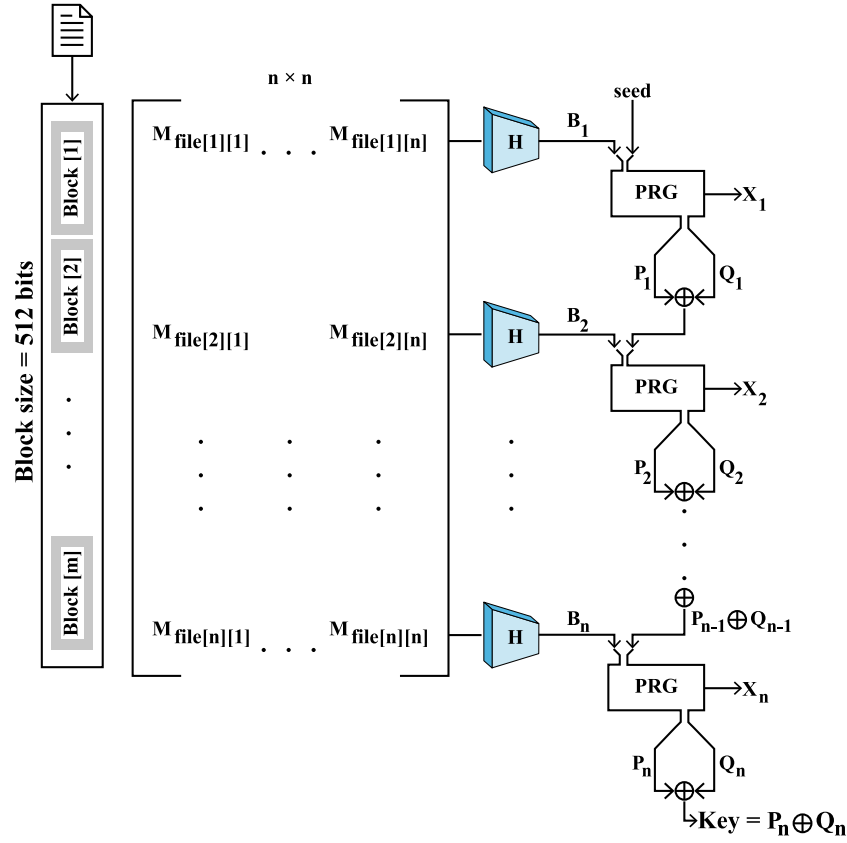 n × n
seed
M file[1][1] . . . M file[1][n]
H
B1
PRG
X1
P1
Q1
Block size = 512 bits
Block [1]
Block [2]
Block [m]
M file[2][1] M file[2][n]
H
B2
PRG
X2
P2
Q2
M file[n][1] . . . M file[n][n]
H
Bn
Pn-1⊕Qn-1
PRG
Xn
Pn
Qn
Key = Pn⊕Qn